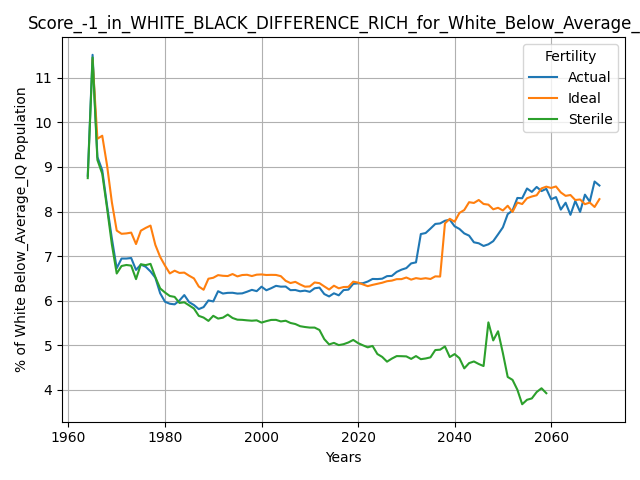 Score_-1_in_WHITE_BLACK_DIFFERENCE_RICH_for_White_Below_Average_
% of White Below_Average_IQ Population
11
10
9
8
7
6
5
4
Fertility
Actual
Ideal
Sterile
1960 1980 2000 2020 2040 2060
Years